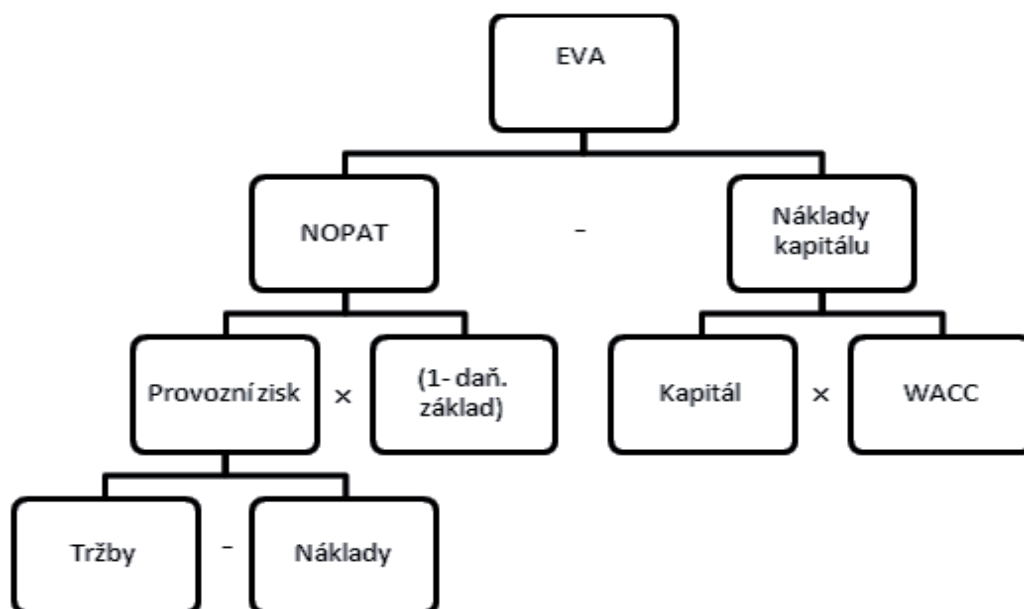 EVA
NOPAT
-
Náklady
kapitálu
Provozní zisk
×
(1- daň.
základ)
Kapitál
×
WACC
Tržby
-
Náklady